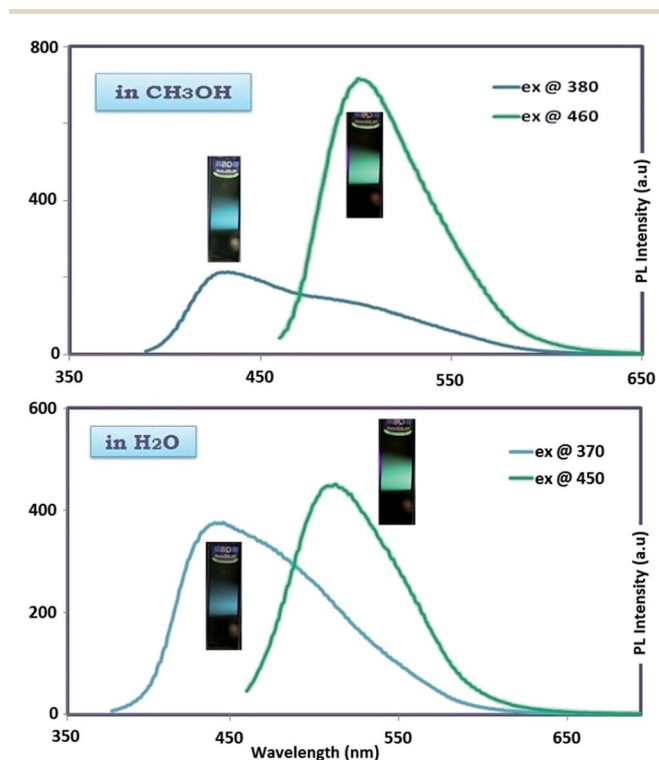 800
in CH3OH
ex @ 380
ex @ 460
400
PL Intensity (a.u)
0
350
450
550
650
600
in H2O
ex @ 370
ex @ 450
400
200
PL Intensity (a.u)
0
350
450
550
650
Wavelength (nm)